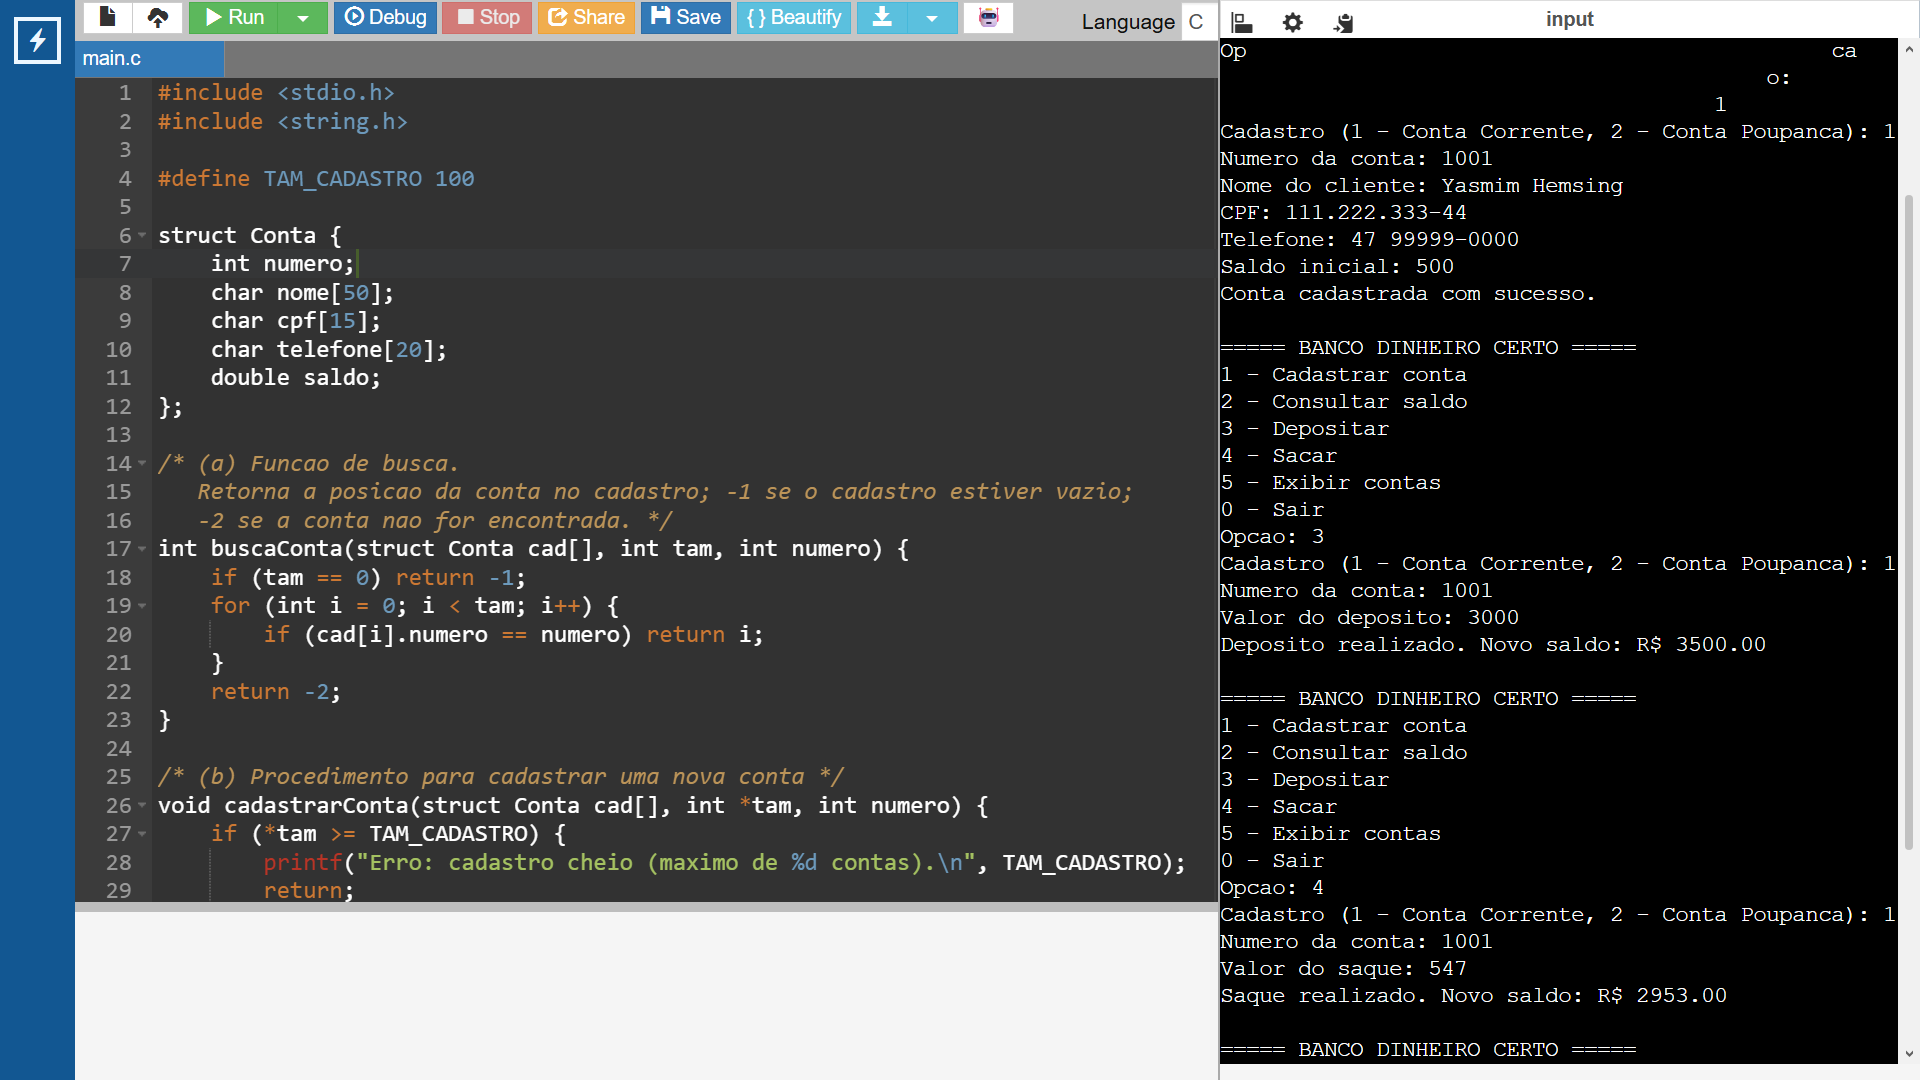 Run Debug Stop Share Save { } Beautify Language C
main.c
1 #include <stdio.h>
2 #include <string.h>
3
4 #define TAM_CADASTRO 100
5
6 struct Conta {
7     int numero;
8     char nome[50];
9     char cpf[15];
10     char telefone[20];
11     double saldo;
12 };
13
14 /* (a) Funcao de busca.
15    Retorna a posicao da conta no cadastro; -1 se o cadastro estiver vazio;
16    -2 se a conta nao for encontrada. */
17 int buscaConta(struct Conta cad[], int tam, int numero) {
18     if (tam == 0) return -1;
19     for (int i = 0; i < tam; i++) {
20         if (cad[i].numero == numero) return i;
21     }
22     return -2;
23 }
24
25 /* (b) Procedimento para cadastrar uma nova conta */
26 void cadastrarConta(struct Conta cad[], int *tam, int numero) {
27     if (*tam >= TAM_CADASTRO) {
28         printf("Erro: cadastro cheio (maximo de %d contas).\n", TAM_CADASTRO);
29         return;
input
Op ca
o:
1
Cadastro (1 - Conta Corrente, 2 - Conta Poupanca): 1
Numero da conta: 1001
Nome do cliente: Yasmim Hemsing
CPF: 111.222.333-44
Telefone: 47 99999-0000
Saldo inicial: 500
Conta cadastrada com sucesso.
===== BANCO DINHEIRO CERTO =====
1 - Cadastrar conta
2 - Consultar saldo
3 - Depositar
4 - Sacar
5 - Exibir contas
0 - Sair
Opcao: 3
Cadastro (1 - Conta Corrente, 2 - Conta Poupanca): 1
Numero da conta: 1001
Valor do deposito: 3000
Deposito realizado. Novo saldo: R$ 3500.00
===== BANCO DINHEIRO CERTO =====
1 - Cadastrar conta
2 - Consultar saldo
3 - Depositar
4 - Sacar
5 - Exibir contas
0 - Sair
Opcao: 4
Cadastro (1 - Conta Corrente, 2 - Conta Poupanca): 1
Numero da conta: 1001
Valor do saque: 547
Saque realizado. Novo saldo: R$ 2953.00
===== BANCO DINHEIRO CERTO =====